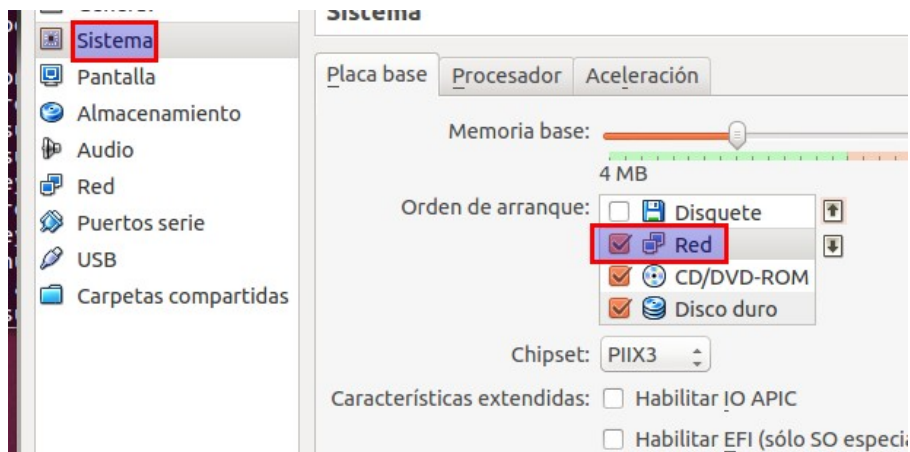 General
Sistema
Pantalla
Almacenamiento
Audio
Red
Puertos serie
USB
Carpetas compartidas
Sistema
Placa base Procesador Aceleración
Memoria base:
4 MB
Orden de arranque:
Disquete
Red
CD/DVD-ROM
Disco duro
Chipset: PIIX3
Características extendidas: Habilitar IO APIC
Habilitar EFI (sólo SO